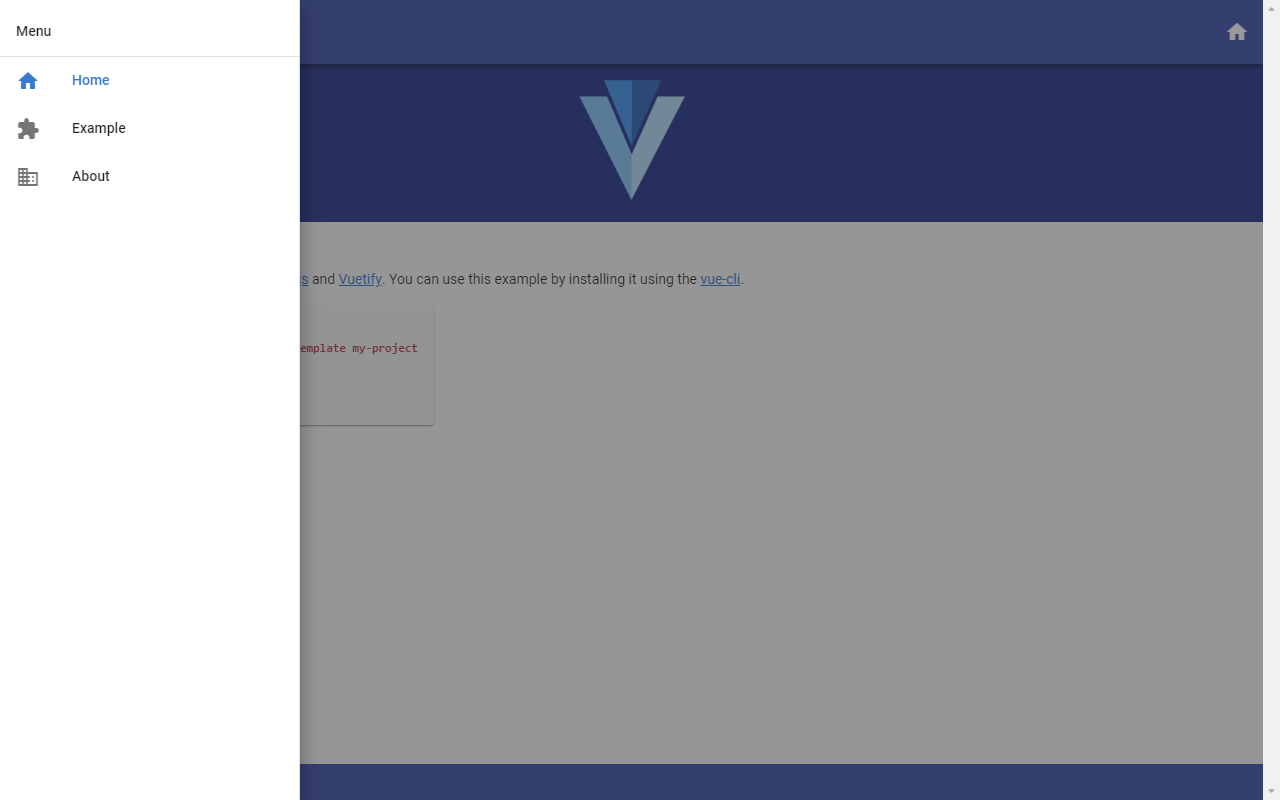 Menu
Home
Example
About
s and Vuetify. You can use this example by installing it using the vue-cli.
emplate my-project